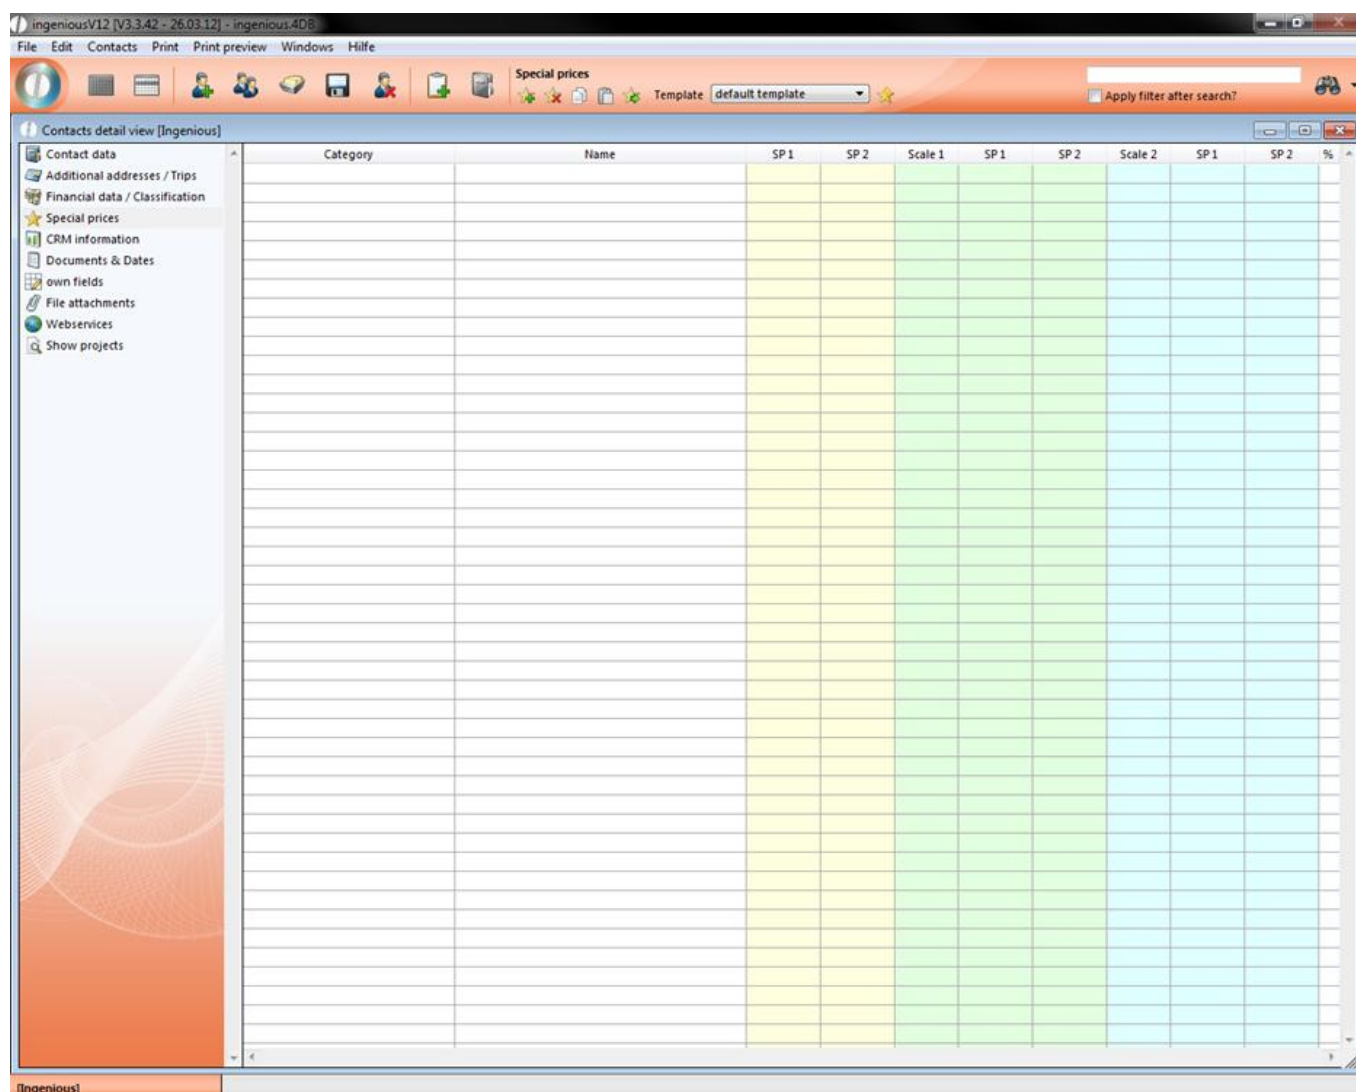 ingeniousV12 [V3.3.42 - 26.03.12] - ingenious.4DB
File Edit Contacts Print Print preview Windows Hilfe
Special prices
Template default template
Apply filter after search?
Contacts detail view [Ingenious]
Category Name SP 1 SP 2 Scale 1 SP 1 SP 2 Scale 2 SP 1 SP 2 %
Contact data
Additional addresses / Trips
Financial data / Classification
Special prices
CRM information
Documents & Dates
own fields
File attachments
Webservices
Show projects
[Ingenious]